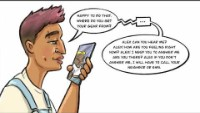 HAPPY TO DO THIS.
WHERE DO YOU GET
YOUR SIGNS FROM?
...
ALEX CAN YOU HEAR ME?
ALEX! HOW ARE YOU FEELING RIGHT
NOW? ALEX! I NEED YOU TO ANSWER ME.
ARE YOU THERE? ALEX IF YOU DON'T
ANSWER ME, I WILL HAVE TO CALL YOUR
NEIGHBOR OR 911.